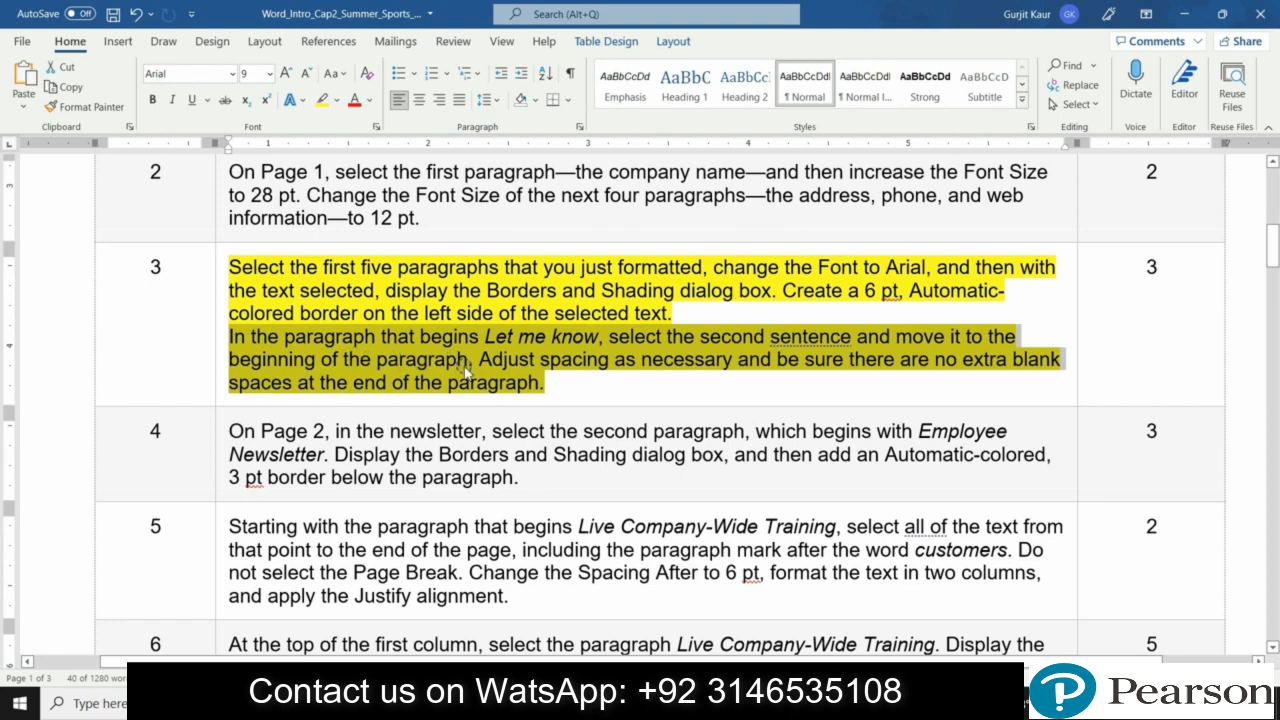 AutoSave Off Word_Intro_Cap2_Summer_Sports_... Search (Alt+Q) Gurjit Kaur GK
File Home Insert Draw Design Layout References Mailings Review View Help Table Design Layout Comments Share
Cut
Copy
Format Painter
Paste
Arial 9
AaBbCcDd AaBbC AaBbCc AaBbCcDd AaBbCcDd AaBbCcDd AaBbCcD
Emphasis Heading 1 Heading 2 ¶ Normal ¶ Normal I... Strong Subtitle
Find
Replace
Select
Dictate Editor Reuse Files
Clipboard Font Paragraph Styles Editing Voice Editor Reuse Files
1 2 3 4 5
2 On Page 1, select the first paragraph—the company name—and then increase the Font Size 2
to 28 pt. Change the Font Size of the next four paragraphs—the address, phone, and web
information—to 12 pt.
3 Select the first five paragraphs that you just formatted, change the Font to Arial, and then with 3
the text selected, display the Borders and Shading dialog box. Create a 6 pt, Automatic-
colored border on the left side of the selected text.
In the paragraph that begins Let me know, select the second sentence and move it to the
beginning of the paragraph. Adjust spacing as necessary and be sure there are no extra blank
spaces at the end of the paragraph.
4 On Page 2, in the newsletter, select the second paragraph, which begins with Employee 3
Newsletter. Display the Borders and Shading dialog box, and then add an Automatic-colored,
3 pt border below the paragraph.
5 Starting with the paragraph that begins Live Company-Wide Training, select all of the text from 2
that point to the end of the page, including the paragraph mark after the word customers. Do
not select the Page Break. Change the Spacing After to 6 pt, format the text in two columns,
and apply the Justify alignment.
6 At the top of the first column, select the paragraph Live Company-Wide Training. Display the 5
Page 1 of 3 40 of 1280 wor
Type here
Contact us on WatsApp: +92 3146535108
Pearson